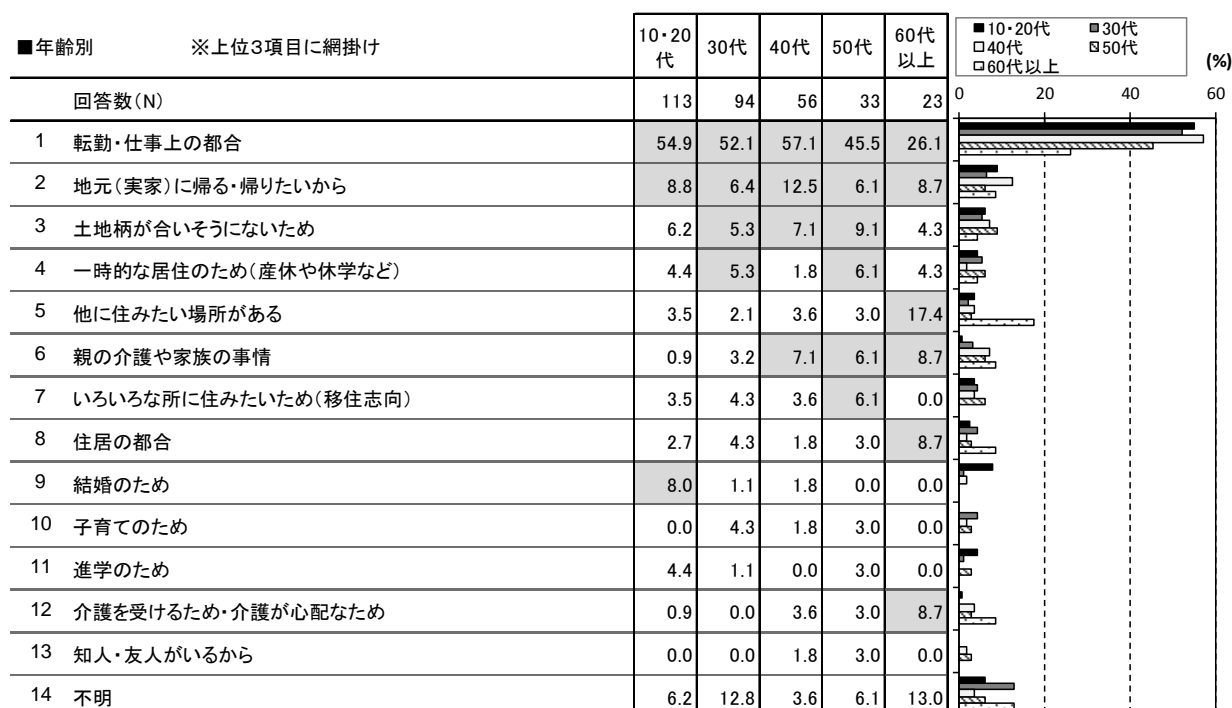 ■年齢別 ※上位3項目に網掛け 10・20代 30代 40代 50代 60代以上
■10・20代 ■30代
□40代 ▧50代
□60代以上
(%)
回答数(N) 113 94 56 33 23
0 20 40 60
1 転勤・仕事上の都合 54.9 52.1 57.1 45.5 26.1
2 地元(実家)に帰る・帰りたいから 8.8 6.4 12.5 6.1 8.7
3 土地柄が合いそうにないため 6.2 5.3 7.1 9.1 4.3
4 一時的な居住のため(産休や休学など) 4.4 5.3 1.8 6.1 4.3
5 他に住みたい場所がある 3.5 2.1 3.6 3.0 17.4
6 親の介護や家族の事情 0.9 3.2 7.1 6.1 8.7
7 いろいろな所に住みたいため(移住志向) 3.5 4.3 3.6 6.1 0.0
8 住居の都合 2.7 4.3 1.8 3.0 8.7
9 結婚のため 8.0 1.1 1.8 0.0 0.0
10 子育てのため 0.0 4.3 1.8 3.0 0.0
11 進学のため 4.4 1.1 0.0 3.0 0.0
12 介護を受けるため・介護が心配なため 0.9 0.0 3.6 3.0 8.7
13 知人・友人がいるから 0.0 0.0 1.8 3.0 0.0
14 不明 6.2 12.8 3.6 6.1 13.0